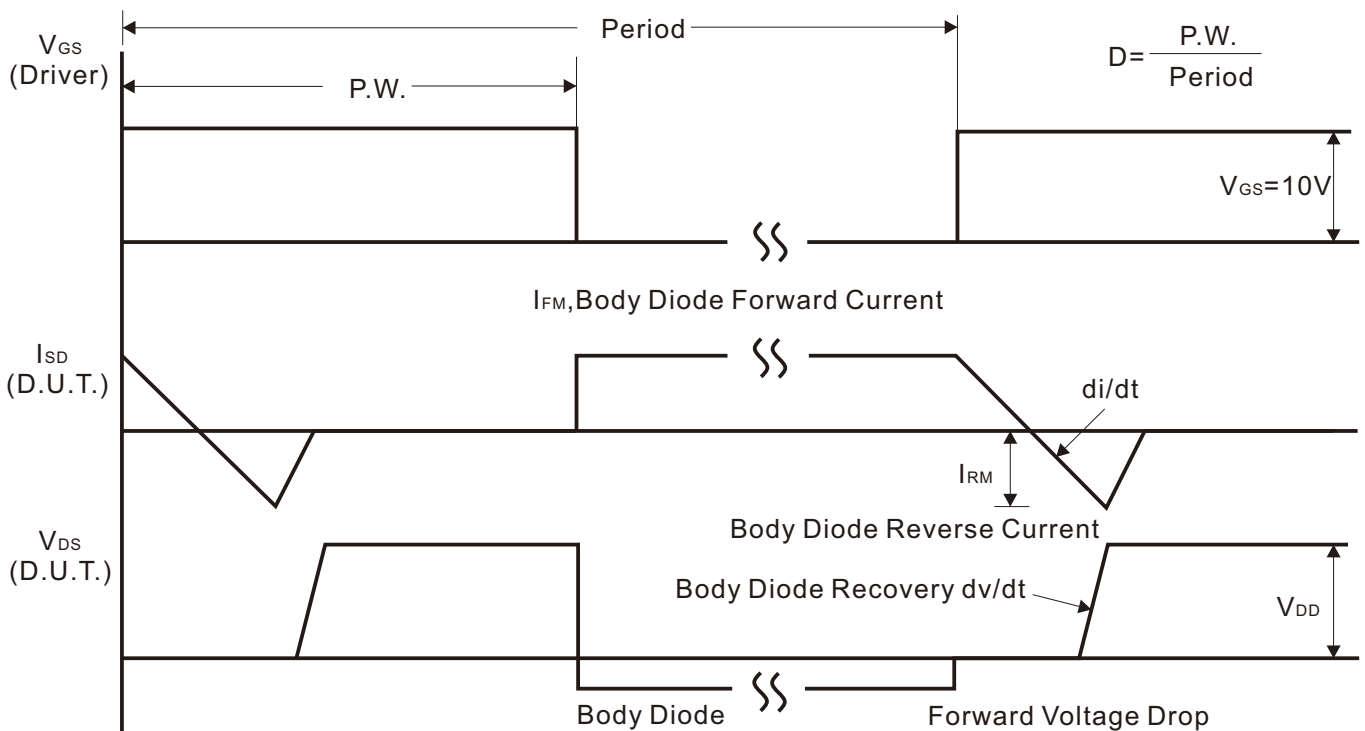 Period
VGS
(Driver)
D= P.W.
Period
P.W.
VGS=10V
IFM,Body Diode Forward Current
ISD
(D.U.T.)
di/dt
IRM
Body Diode Reverse Current
VDS
(D.U.T.)
Body Diode Recovery dv/dt
VDD
Body Diode Forward Voltage Drop